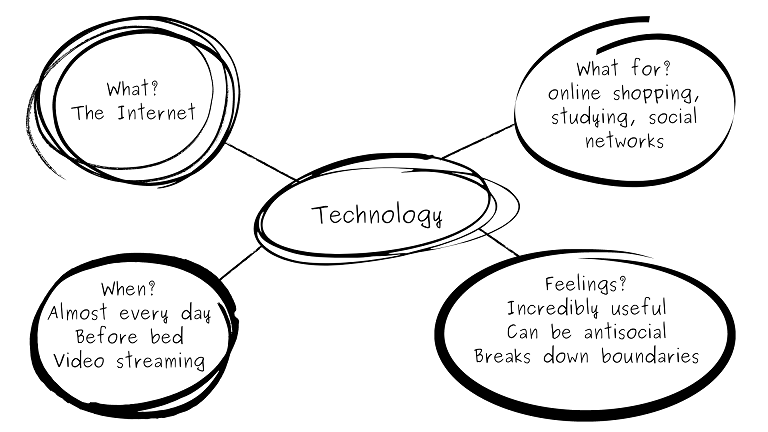 What?
The Internet
What for?
online shopping,
studying, social
networks
Technology
When?
Almost every day
Before bed
Video streaming
Feelings?
Incredibly useful
Can be antisocial
Breaks down boundaries